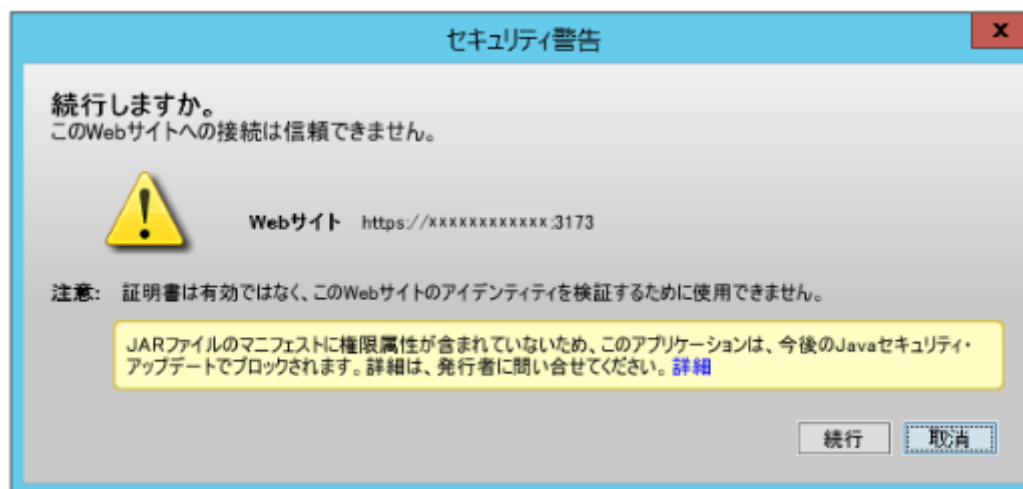 セキュリティ警告
x
続行しますか。
このWebサイトへの接続は信頼できません。
Webサイト https://xxxxxxxxxxxx:3173
注意: 証明書は有効ではなく、このWebサイトのアイデンティティを検証するために使用できません。
JARファイルのマニフェストに権限属性が含まれていないため、このアプリケーションは、今後のJavaセキュリティ・
アップデートでブロックされます。詳細は、発行者に問い合せてください。詳細
続行 取消